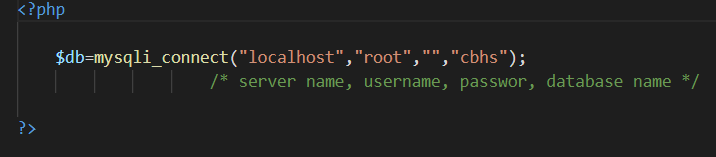 <?php
$db=mysqli_connect("localhost","root","","cbhs");
/* server name, username, passwor, database name */
?>